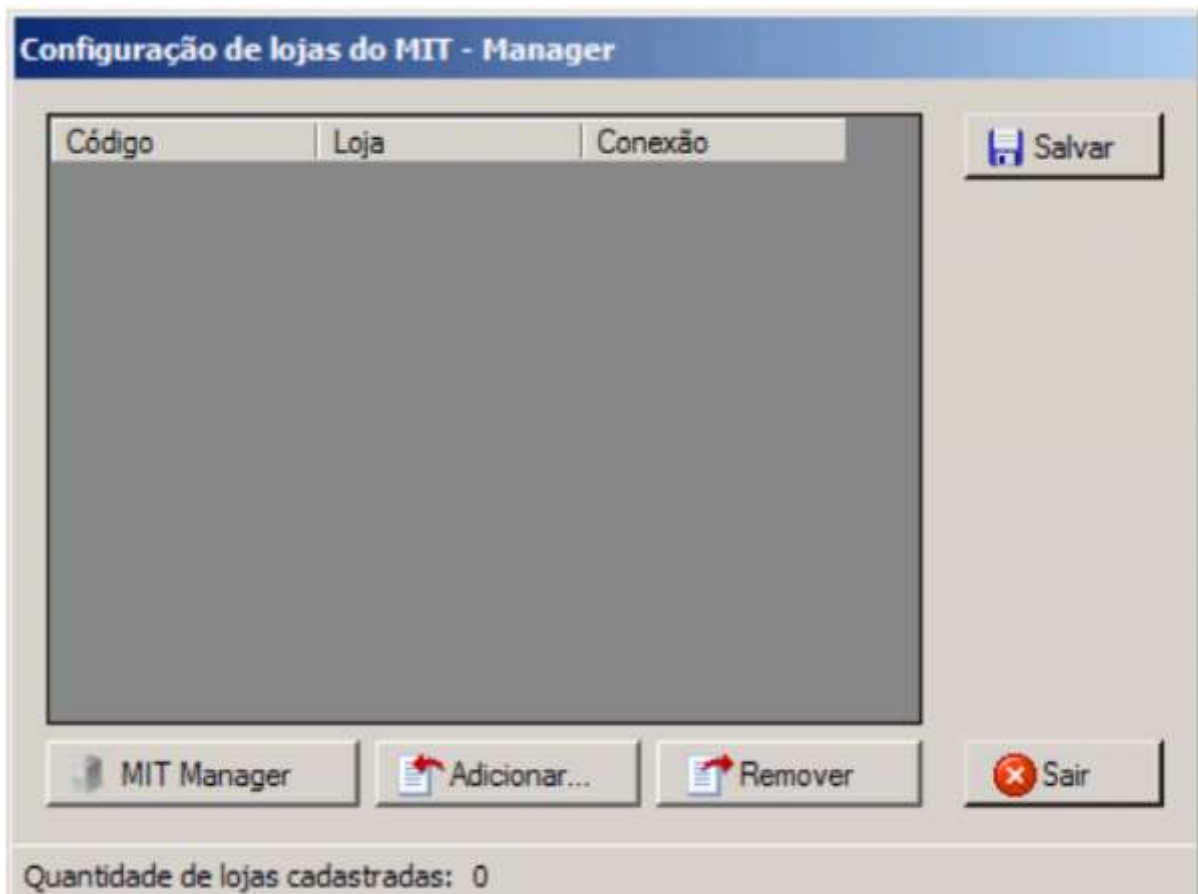 Configuração de lojas do MIT - Manager
Código Loja Conexão
Salvar
MIT Manager Adicionar... Remover Sair
Quantidade de lojas cadastradas: 0